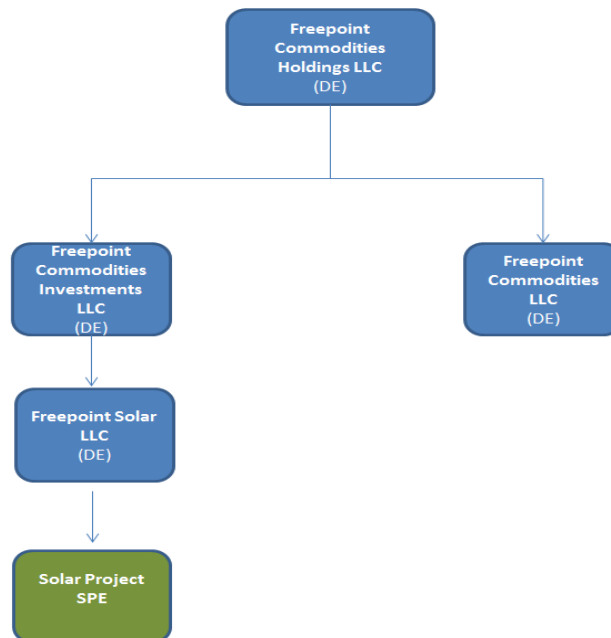 Freepoint
Commodities
Holdings LLC
(DE)
Freepoint
Commodities
Investments
LLC
(DE)
Freepoint
Commodities
LLC
(DE)
Freepoint Solar
LLC
(DE)
Solar Project
SPE